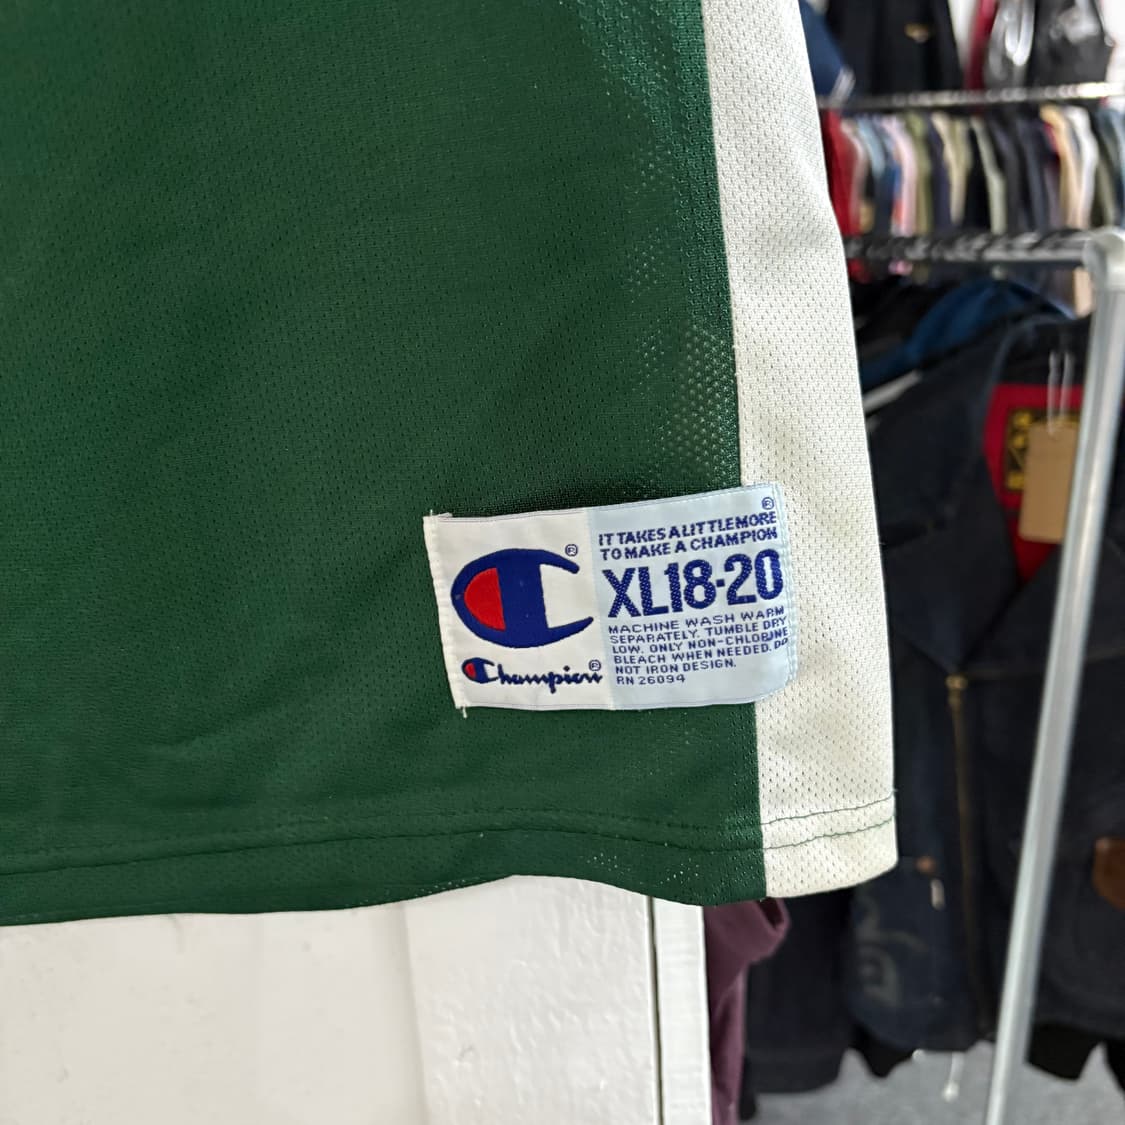 ®
IT TAKES A LITTLE MORE
TO MAKE A CHAMPION
XL18-20
MACHINE WASH WARM
SEPARATELY. TUMBLE DRY
LOW. ONLY NON-CHLORINE
BLEACH WHEN NEEDED. DO
NOT IRON DESIGN.
RN 26094
®
Champion®